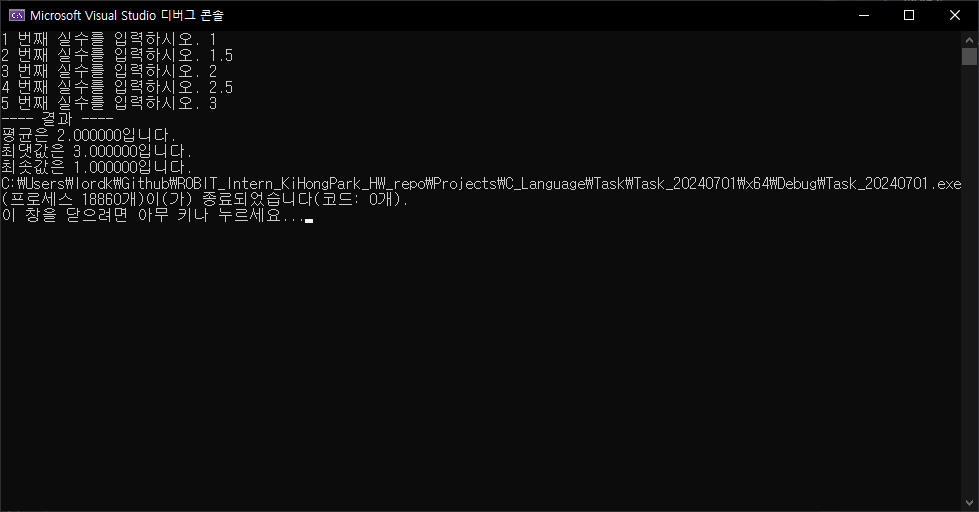 Microsoft Visual Studio 디버그 콘솔
1 번째 실수를 입력하시오. 1
2 번째 실수를 입력하시오. 1.5
3 번째 실수를 입력하시오. 2
4 번째 실수를 입력하시오. 2.5
5 번째 실수를 입력하시오. 3
---- 결과 ----
평균은 2.000000입니다.
최댓값은 3.000000입니다.
최솟값은 1.000000입니다.
C:₩Users₩lordk₩Github₩ROBIT_Intern_KiHongPark_HW_repo₩Projects₩C_Language₩Task₩Task_20240701₩x64₩Debug₩Task_20240701.exe
(프로세스 18860개)이(가) 종료되었습니다(코드: 0개).
이 창을 닫으려면 아무 키나 누르세요...